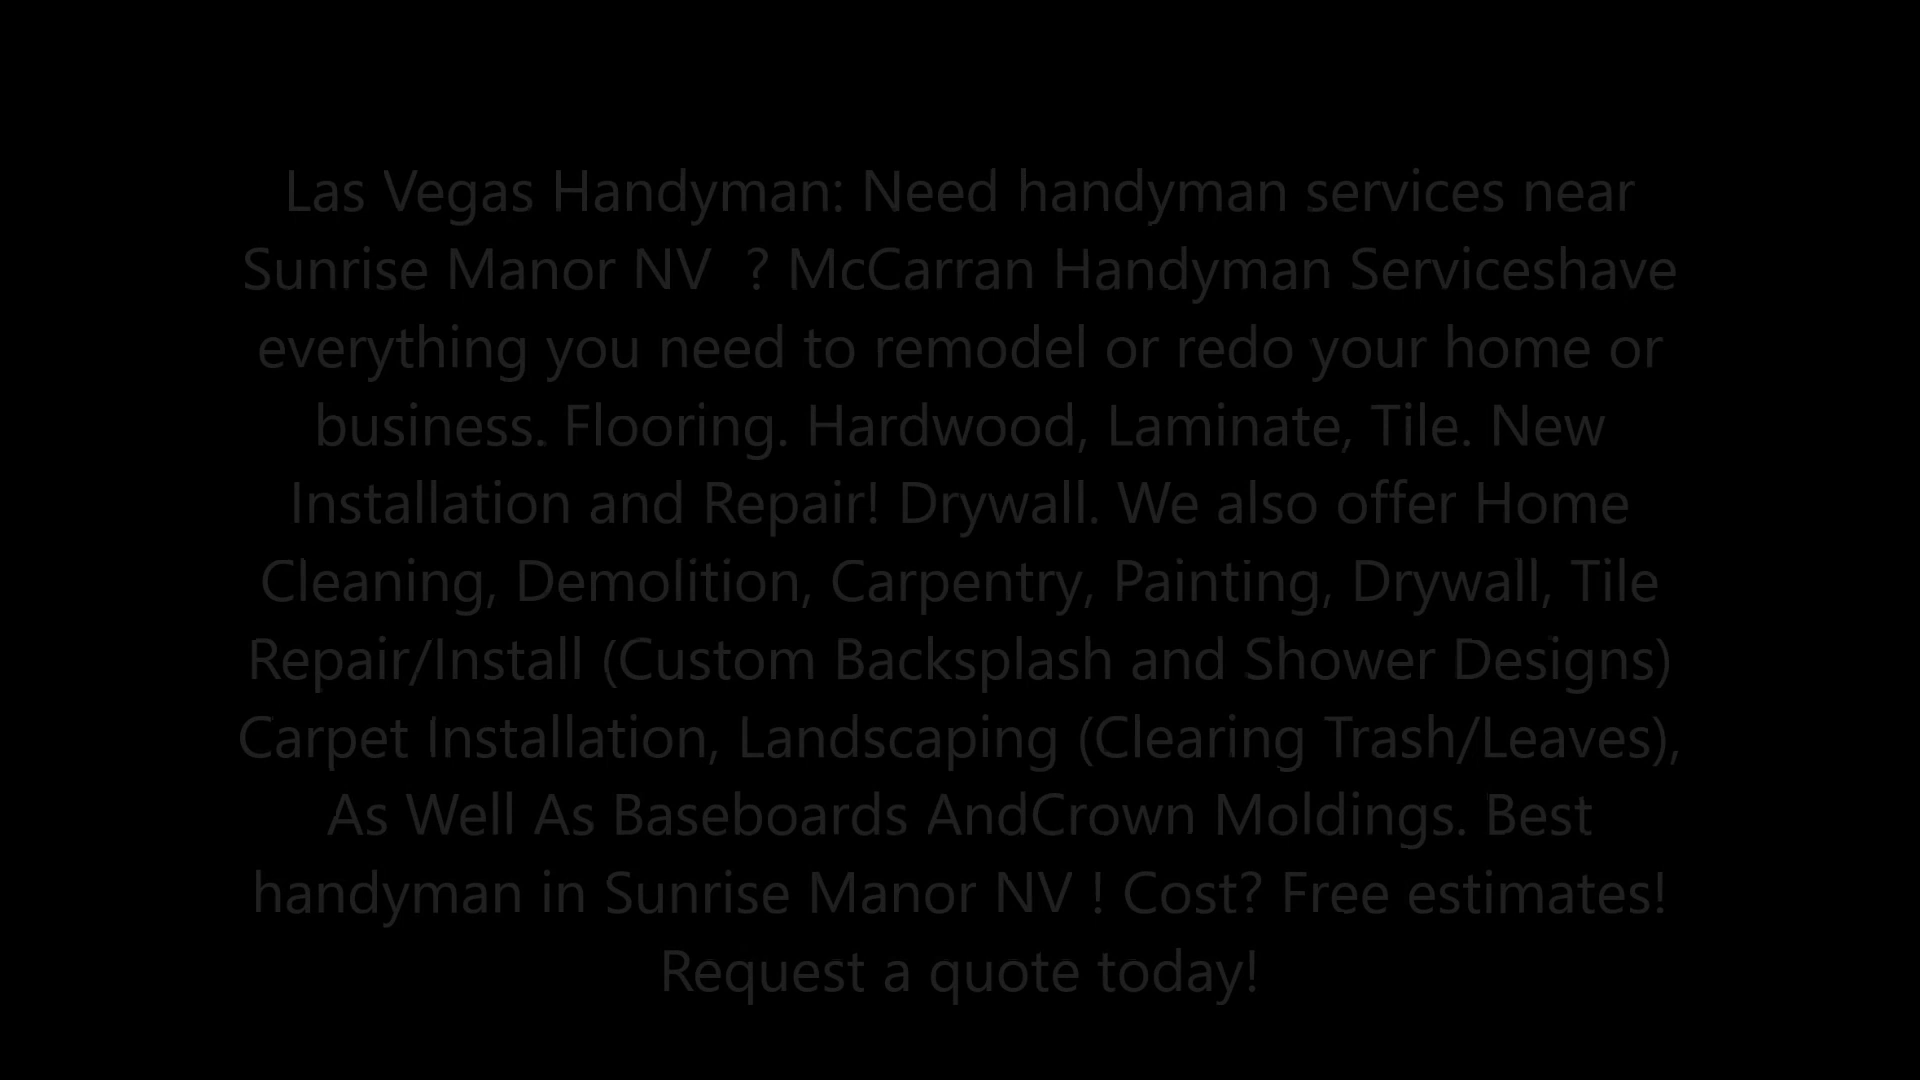 Las Vegas Handyman: Need handyman services near
Sunrise Manor NV  ? McCarran Handyman Serviceshave
everything you need to remodel or redo your home or
business. Flooring. Hardwood, Laminate, Tile. New
Installation and Repair! Drywall. We also offer Home
Cleaning, Demolition, Carpentry, Painting, Drywall, Tile
Repair/Install (Custom Backsplash and Shower Designs)
Carpet Installation, Landscaping (Clearing Trash/Leaves),
As Well As Baseboards AndCrown Moldings. Best
handyman in Sunrise Manor NV ! Cost? Free estimates!
Request a quote today!